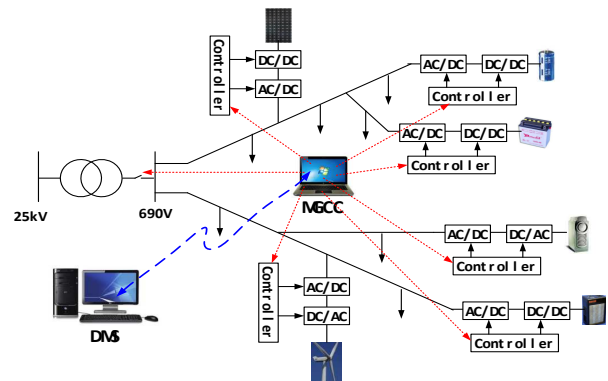 Controller
DC/DC
AC/DC
AC/DC
DC/DC
Controller
AC/DC
DC/DC
Controller
25kV
690V
MGCC
AC/DC
DC/AC
Controller
DMS
Controller
AC/DC
DC/AC
AC/DC
DC/DC
Controller